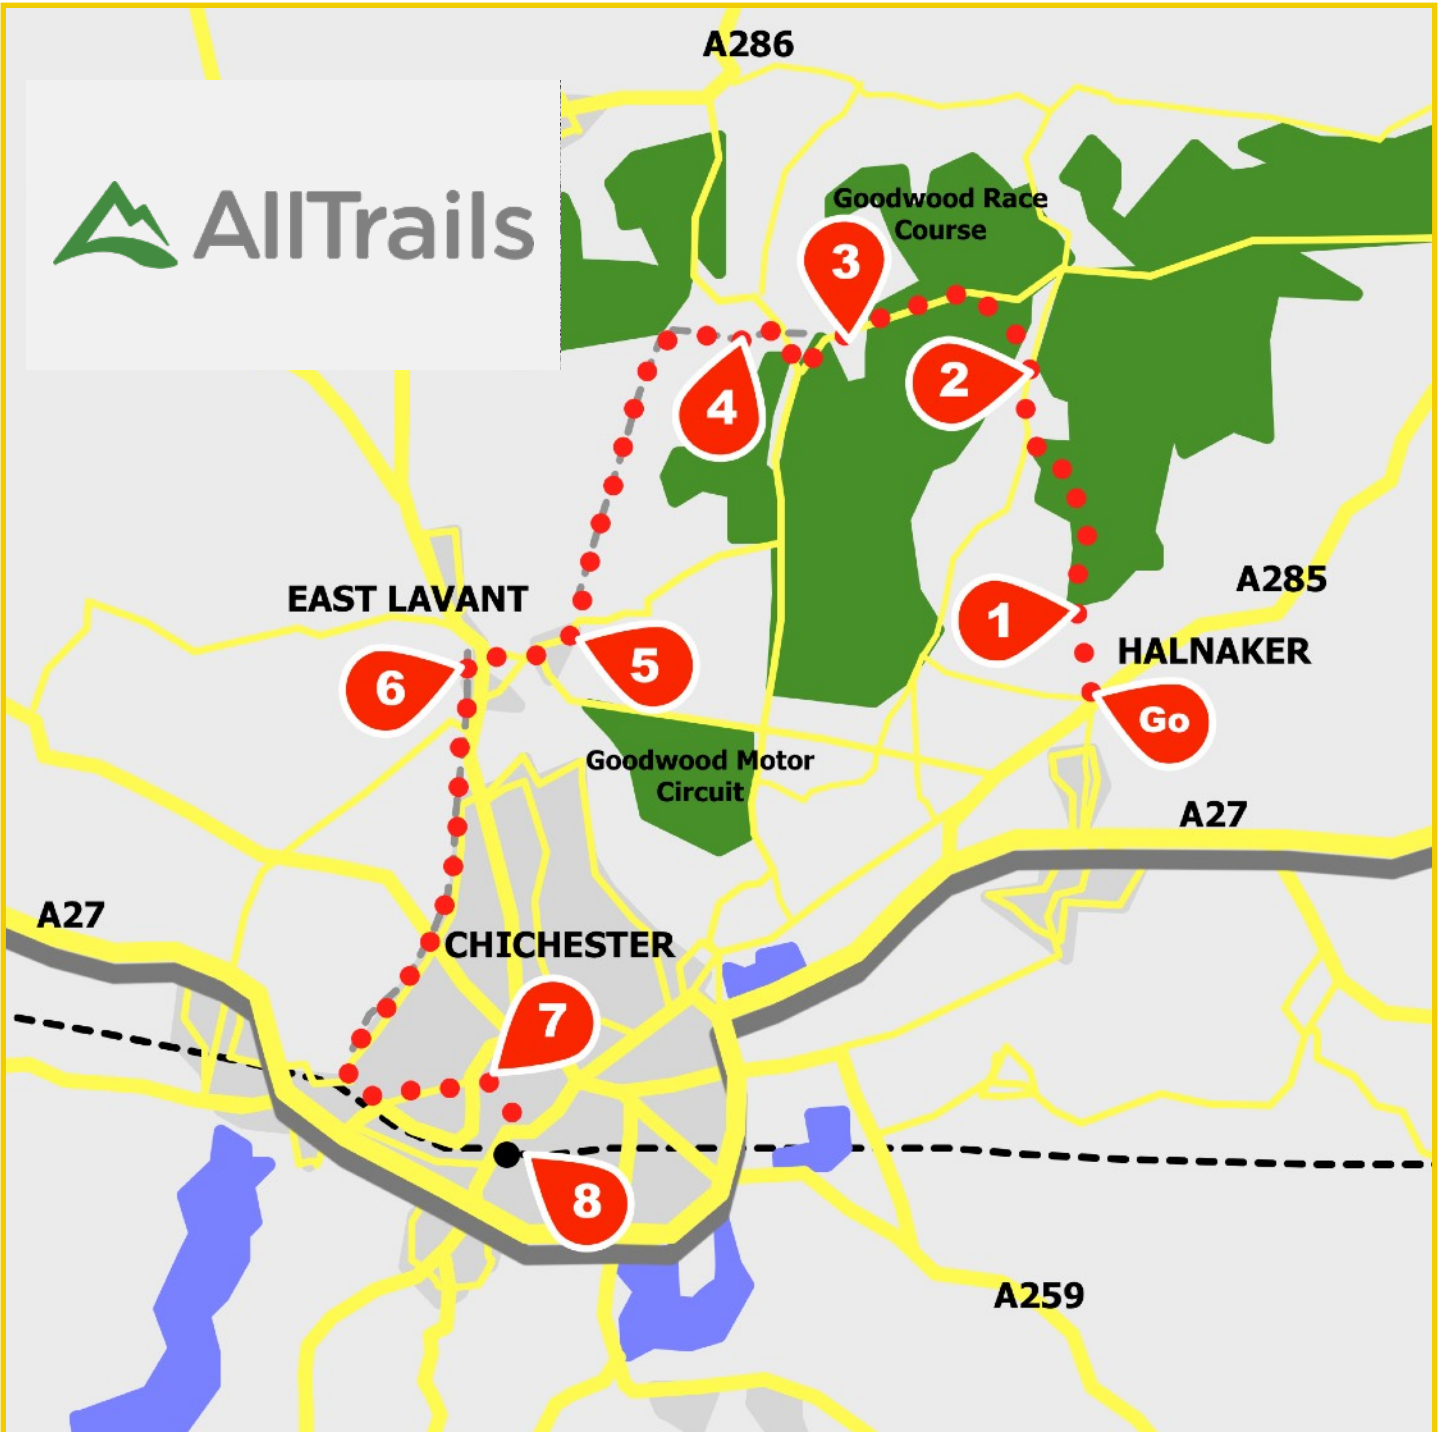 A286
AllTrails
Goodwood Race
Course
3
2
4
A285
EAST LAVANT
1
HALNAKER
5
6
Go
Goodwood Motor
Circuit
A27
A27
CHICHESTER
7
8
A259